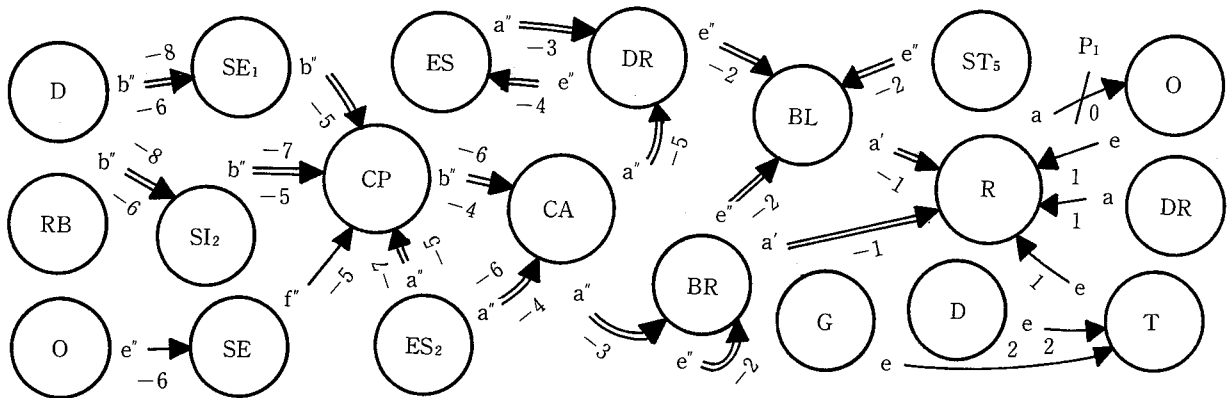 D
b″
−8
−6
SE₁
b″
−5
ES
a″
−3
e″
−4
DR
e″
−2
BL
e″
−2
ST₅
P₁
a
0
O
RB
b″
−8
−6
SI₂
b″
−7
−5
CP
b″
−6
−4
CA
a″
−5
e″
−2
a′
−1
R
e
1
a
1
DR
O
e″
−6
SE
f″
−5
a″
−7
−5
ES₂
a″
−6
−4
a″
−3
BR
e″
−2
a′
−1
G
D
e
1
e
2
e
2
T